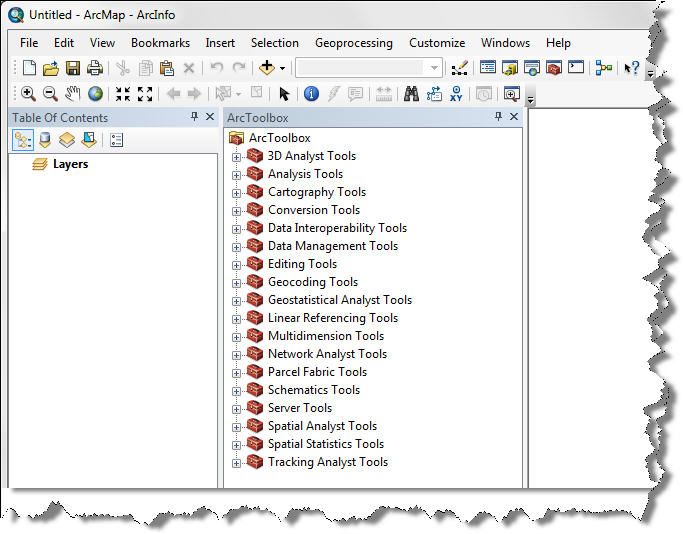 Untitled - ArcMap - ArcInfo
File Edit View Bookmarks Insert Selection Geoprocessing Customize Windows Help
XY
Table Of Contents
ArcToolbox
Layers
ArcToolbox
3D Analyst Tools
Analysis Tools
Cartography Tools
Conversion Tools
Data Interoperability Tools
Data Management Tools
Editing Tools
Geocoding Tools
Geostatistical Analyst Tools
Linear Referencing Tools
Multidimension Tools
Network Analyst Tools
Parcel Fabric Tools
Schematics Tools
Server Tools
Spatial Analyst Tools
Spatial Statistics Tools
Tracking Analyst Tools